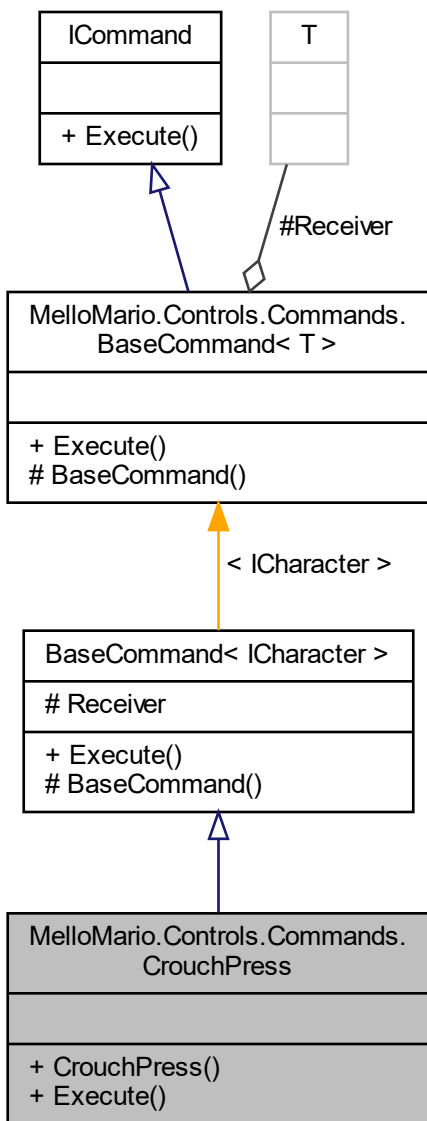 ICommand
+ Execute()
T
#Receiver
MelloMario.Controls.Commands.
BaseCommand< T >
+ Execute()
# BaseCommand()
< ICharacter >
BaseCommand< ICharacter >
# Receiver
+ Execute()
# BaseCommand()
MelloMario.Controls.Commands.
CrouchPress
+ CrouchPress()
+ Execute()